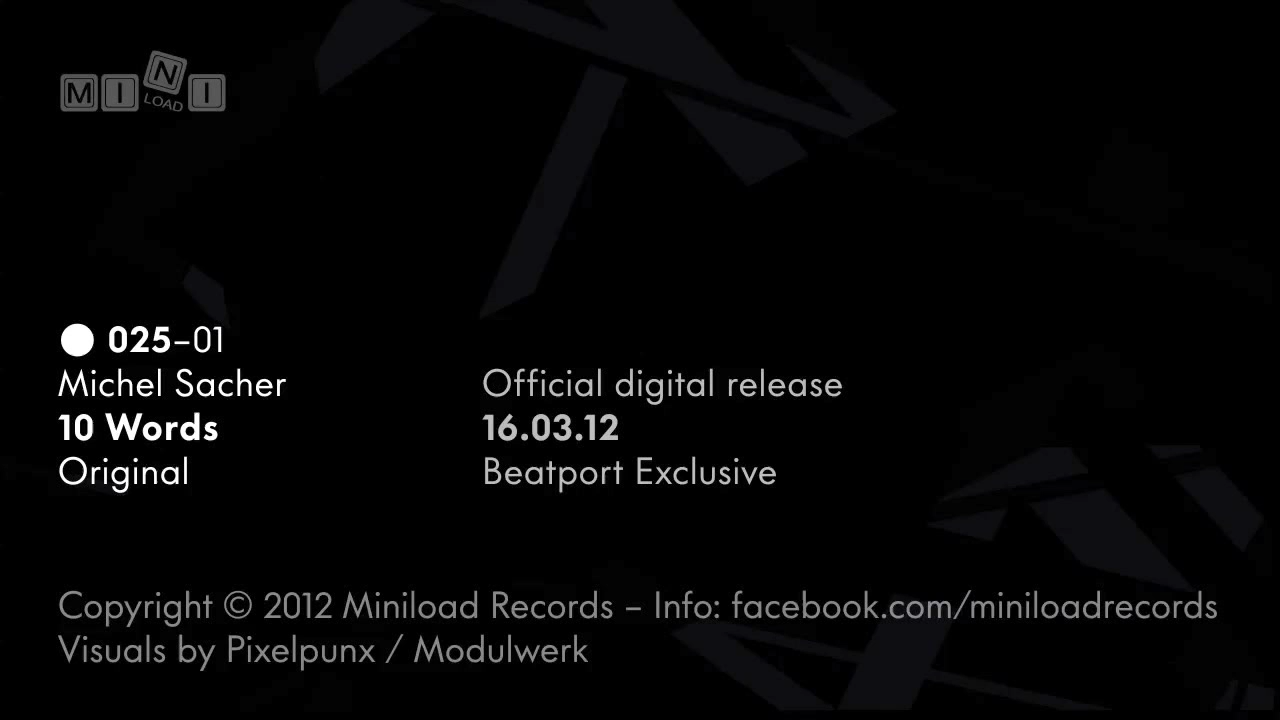 MINI
LOAD
025–01
Michel Sacher
10 Words
Original
Official digital release
16.03.12
Beatport Exclusive
Copyright © 2012 Miniload Records – Info: facebook.com/miniloadrecords
Visuals by Pixelpunx / Modulwerk